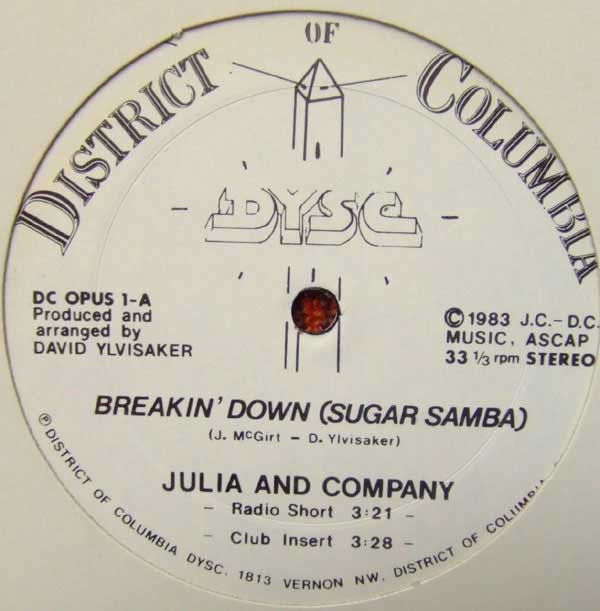 DISTRICT OF COLUMBIA
DYSC
DC OPUS 1-A
Produced and
arranged by
DAVID YLVISAKER
©1983 J.C.-D.C.
MUSIC, ASCAP
33 1/3 rpm STEREO
BREAKIN' DOWN (SUGAR SAMBA)
(J. McGirt - D. Ylvisaker)
JULIA AND COMPANY
- Radio Short 3:21 -
- Club Insert 3:28 -
℗ DISTRICT OF COLUMBIA DYSC, 1813 VERNON NW, DISTRICT OF COLUMBIA